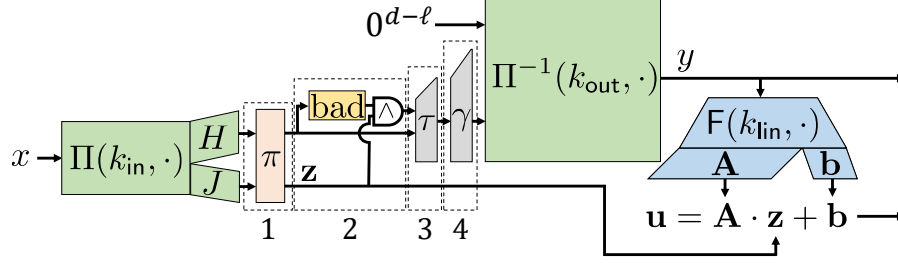 0^{d−ℓ}
x
Π(k_in, ·)
H
J
π
z
bad
∧
τ
γ
Π^{−1}(k_out, ·)
y
F(k_lin, ·)
A
b
u = A · z + b
1
2
3
4